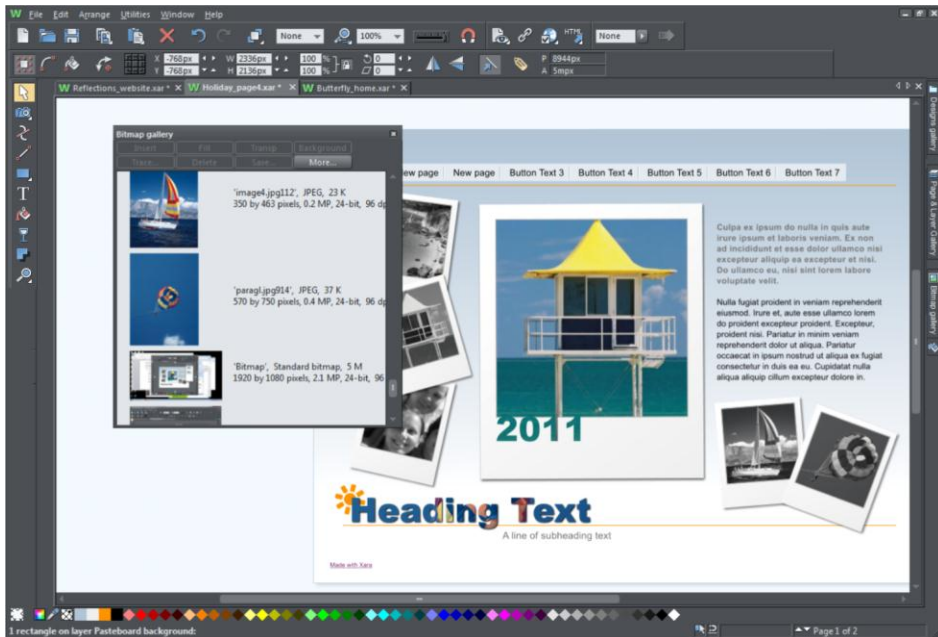 File Edit Arrange Utilities Window Help
None 100% HTML None
X -768px W 2336px 100 % 0 P 8944px
Y -768px H 2136px 100 % 0 A 5mpx
Reflections_website.xar * Holiday_page4.xar * Butterfly_home.xar *
Bitmap gallery
Insert Fill Transp Background
Trace... Delete Save... More...
'image4.jpg112', JPEG, 23 K
350 by 463 pixels, 0.2 MP, 24-bit, 96 dp
'paragl.jpg914', JPEG, 37 K
570 by 750 pixels, 0.4 MP, 24-bit, 96 dp
'Bitmap', Standard bitmap, 5 M
1920 by 1080 pixels, 2.1 MP, 24-bit, 96
ew page New page Button Text 3 Button Text 4 Button Text 5 Button Text 6 Button Text 7
Culpa ex ipsum do nulla in quis aute
irure ipsum et laboris veniam. Ex non
ad incididunt et esse dolor ullamco nisi
excepteur aliquip ea excepteur et nisi.
Do ullamco eu, nisi sint lorem labore
voluptate velit.
Nulla fugiat proident in veniam reprehenderit
eiusmod. Irure et, aute esse ullamco lorem
do proident excepteur proident. Excepteur,
proident nisi. Pariatur in minim veniam
reprehenderit dolor ut aliqua. Pariatur
occaecat in ipsum nostrud ut aliqua ex fugiat
consectetur in duis ea eu. Cupidatat nulla
aliqua aliquip cillum excepteur dolore in.
2011
Heading Text
A line of subheading text
Made with Xara
Designs gallery
Page & Layer Gallery
Bitmap gallery
1 rectangle on layer Pasteboard background:
Page 1 of 2